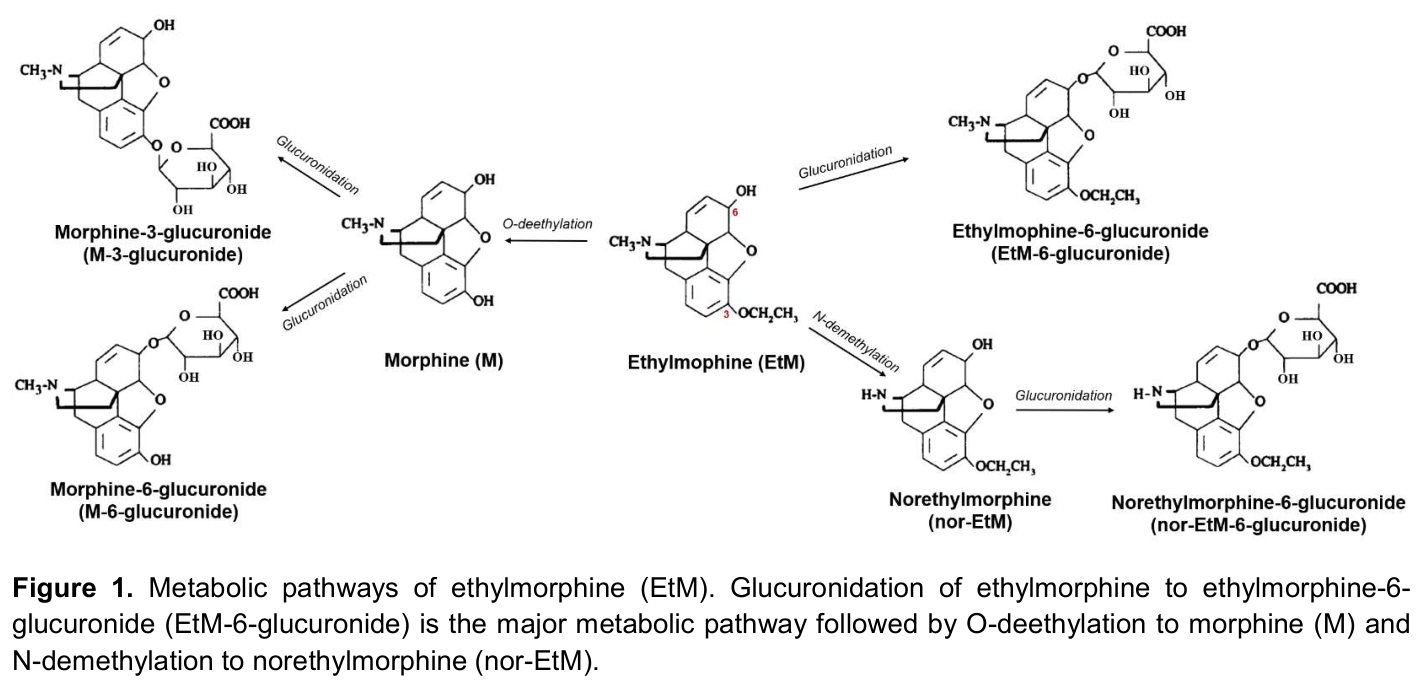 OH
CH3-N
O
O
O
COOH
HO
OH
OH
Morphine-3-glucuronide
(M-3-glucuronide)
Glucuronidation
COOH
O
HO
OH
OH
O
CH3-N
O
OH
Morphine-6-glucuronide
(M-6-glucuronide)
Glucuronidation
OH
CH3-N
O
OH
Morphine (M)
O-deethylation
OH
6
CH3-N
O
3
OCH2CH3
Ethylmophine (EtM)
Glucuronidation
COOH
O
HO
OH
OH
O
CH3-N
O
OCH2CH3
Ethylmophine-6-glucuronide
(EtM-6-glucuronide)
N-demethylation
OH
H-N
O
OCH2CH3
Norethylmorphine
(nor-EtM)
Glucuronidation
COOH
O
HO
OH
OH
O
H-N
O
OCH2CH3
Norethylmorphine-6-glucuronide
(nor-EtM-6-glucuronide)
Figure 1. Metabolic pathways of ethylmorphine (EtM). Glucuronidation of ethylmorphine to ethylmorphine-6-
glucuronide (EtM-6-glucuronide) is the major metabolic pathway followed by O-deethylation to morphine (M) and
N-demethylation to norethylmorphine (nor-EtM).